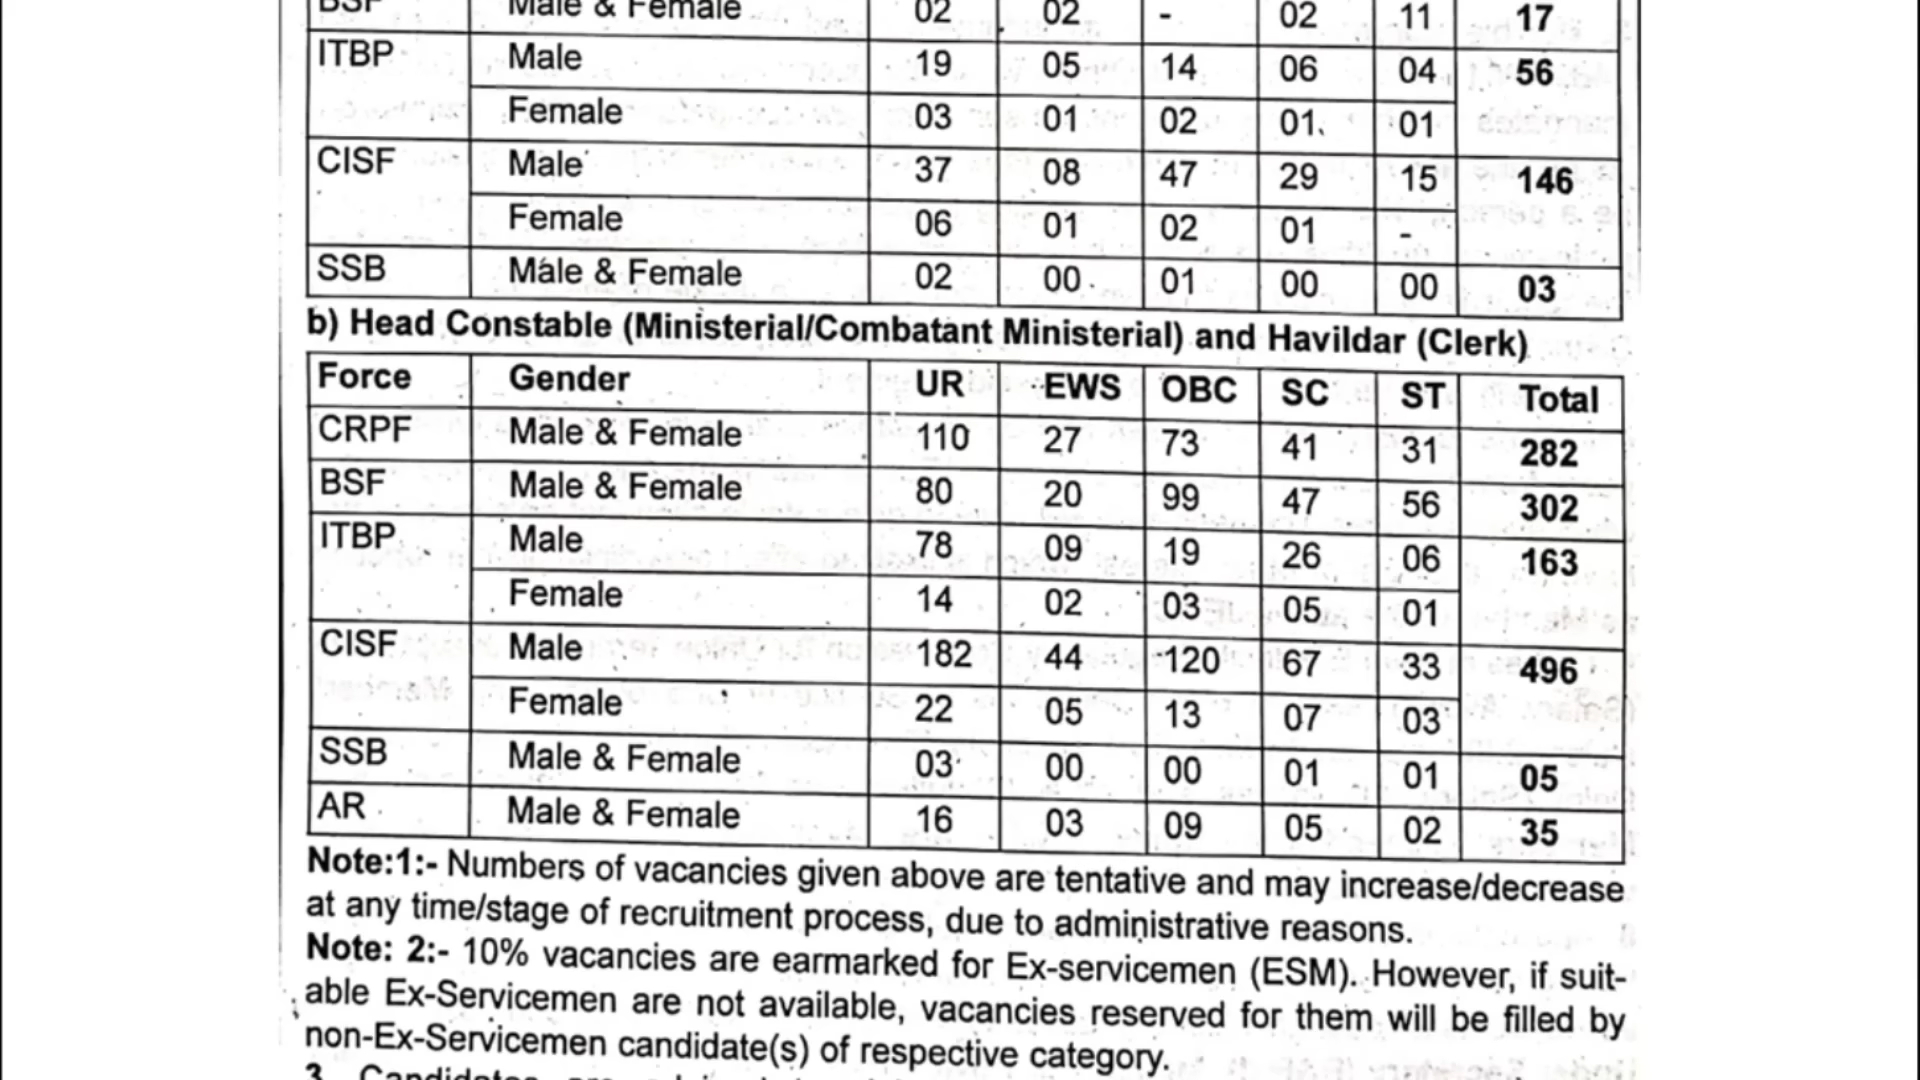 BSF Male & Female 02 02 - 02 11 17
ITBP Male 19 05 14 06 04 56
Female 03 01 02 01 01
CISF Male 37 08 47 29 15 146
Female 06 01 02 01 -
SSB Male & Female 02 00 01 00 00 03
b) Head Constable (Ministerial/Combatant Ministerial) and Havildar (Clerk)
Force Gender UR EWS OBC SC ST Total
CRPF Male & Female 110 27 73 41 31 282
BSF Male & Female 80 20 99 47 56 302
ITBP Male 78 09 19 26 06 163
Female 14 02 03 05 01
CISF Male 182 44 120 67 33 496
Female 22 05 13 07 03
SSB Male & Female 03 00 00 01 01 05
AR Male & Female 16 03 09 05 02 35
Note:1:- Numbers of vacancies given above are tentative and may increase/decrease
at any time/stage of recruitment process, due to administrative reasons.
Note: 2:- 10% vacancies are earmarked for Ex-servicemen (ESM). However, if suit-
able Ex-Servicemen are not available, vacancies reserved for them will be filled by
non-Ex-Servicemen candidate(s) of respective category.
3. Candidates are